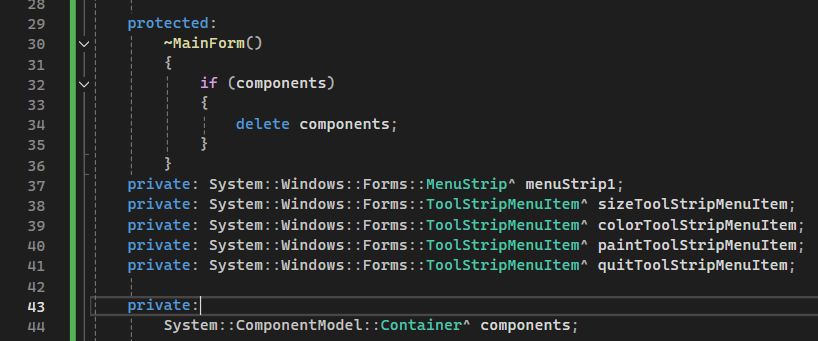 28
29 protected:
30 ~MainForm()
31 {
32 if (components)
33 {
34 delete components;
35 }
36 }
37 private: System::Windows::Forms::MenuStrip^ menuStrip1;
38 private: System::Windows::Forms::ToolStripMenuItem^ sizeToolStripMenuItem;
39 private: System::Windows::Forms::ToolStripMenuItem^ colorToolStripMenuItem;
40 private: System::Windows::Forms::ToolStripMenuItem^ paintToolStripMenuItem;
41 private: System::Windows::Forms::ToolStripMenuItem^ quitToolStripMenuItem;
42
43 private:
44 System::ComponentModel::Container^ components;